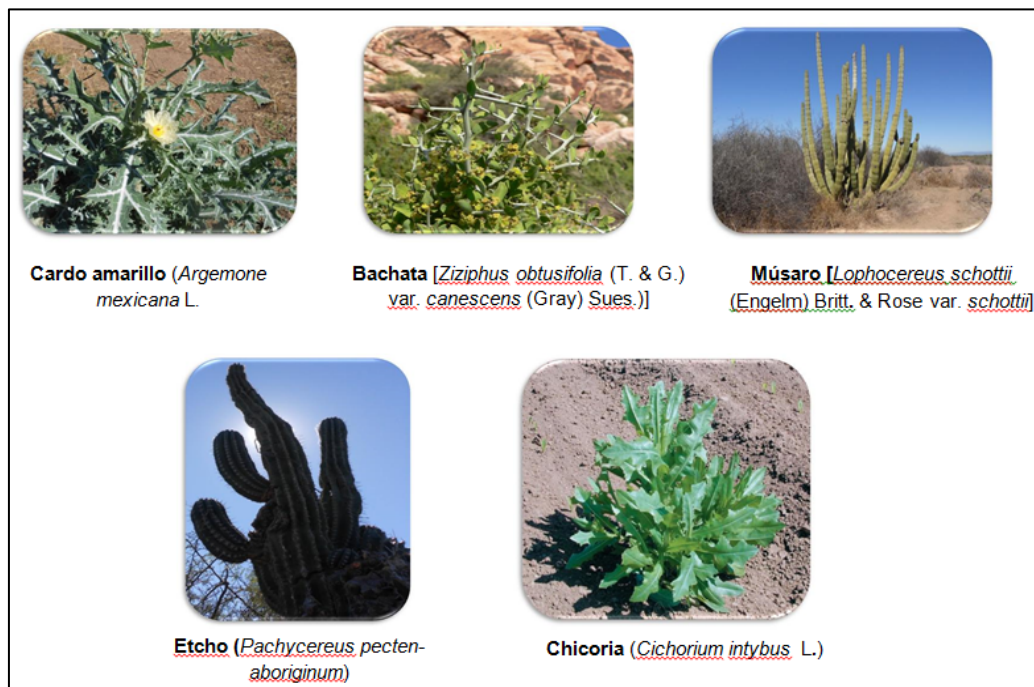 Cardo amarillo (Argemone
mexicana L.
Bachata [Ziziphus obtusifolia (T. & G.)
var. canescens (Gray) Sues.)]
Músaro [Lophocereus schottii
(Engelm) Britt. & Rose var. schottii]
Etcho (Pachycereus pecten-
aboriginum)
Chicoria (Cichorium intybus L.)